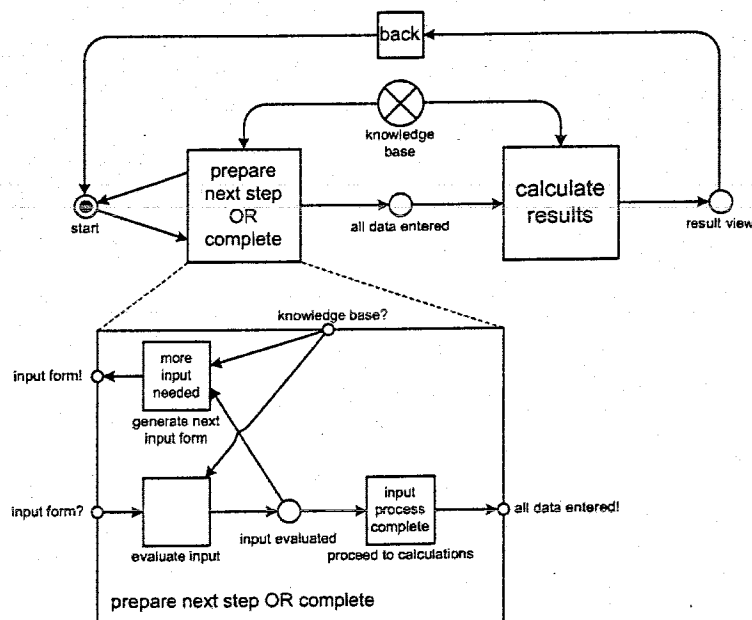 back
knowledge
base
prepare
next step
OR
complete
calculate
results
start
all data entered
result view
knowledge base?
input form!
more
input
needed
generate next
input form
input form?
input
process
complete
all data entered!
evaluate input
input evaluated
proceed to calculations
prepare next step OR complete